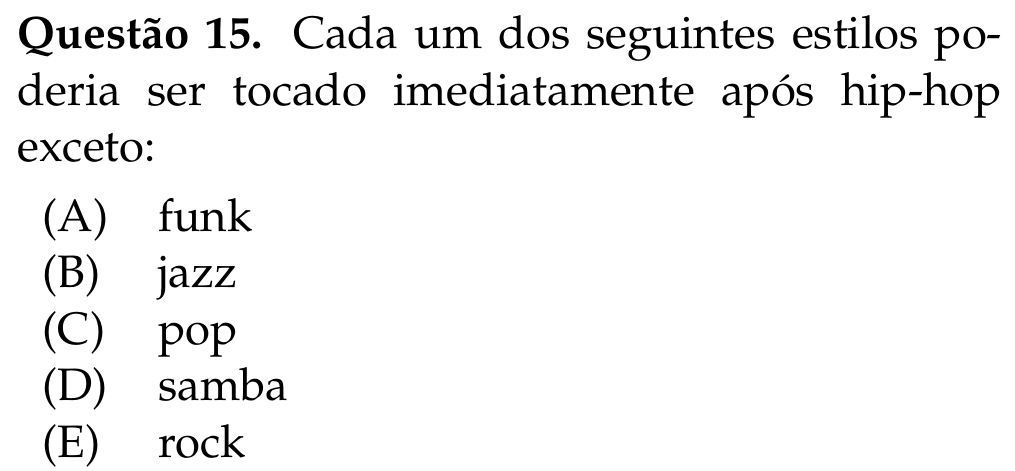 Questão 15. Cada um dos seguintes estilos po-
deria ser tocado imediatamente após hip-hop
exceto:
(A) funk
(B) jazz
(C) pop
(D) samba
(E) rock